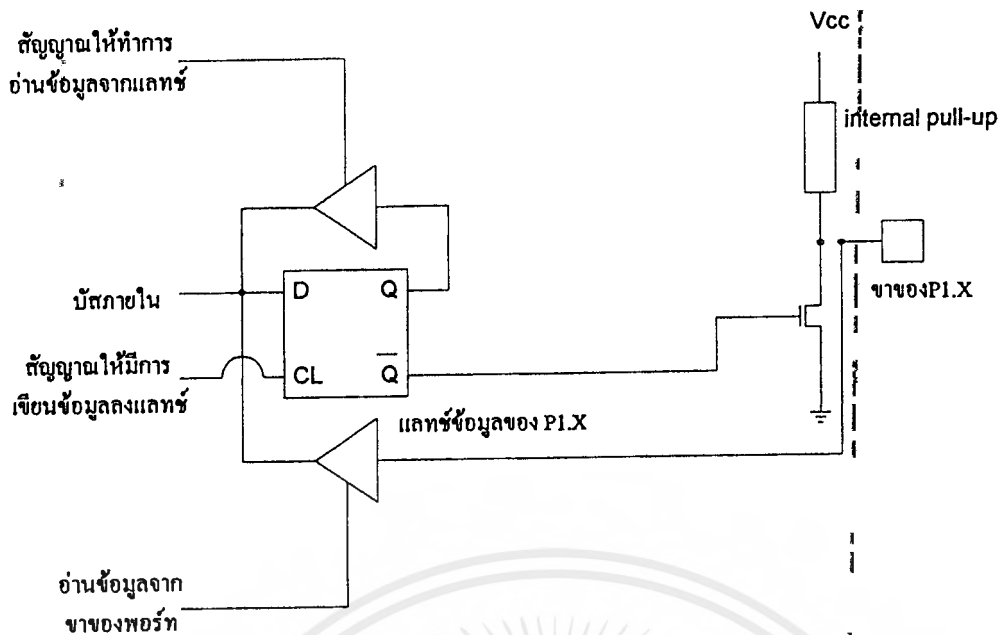 สัญญาณให้ทำการ
อ่านข้อมูลจากแลทช์
Vcc
internal pull-up
บัสภายใน
D
Q
ขาของP1.X
สัญญาณให้มีการ
เขียนข้อมูลลงแลทช์
CL
Q
แลทช์ข้อมูลของ P1.X
อ่านข้อมูลจาก
ขาของพอร์ท